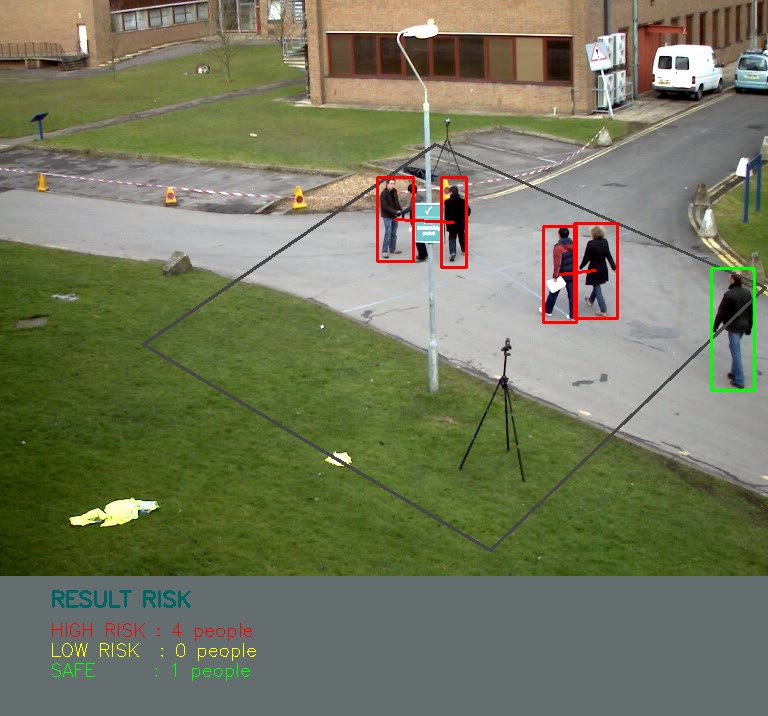 RESULT RISK
HIGH RISK : 4 people
LOW RISK : 0 people
SAFE : 1 people